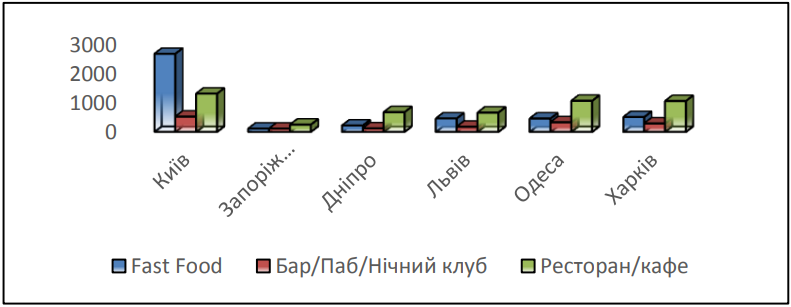 3000
2000
1000
0
Київ
Запоріж...
Дніпро
Львів
Одеса
Харків
Fast Food Бар/Паб/Нічний клуб Ресторан/кафе